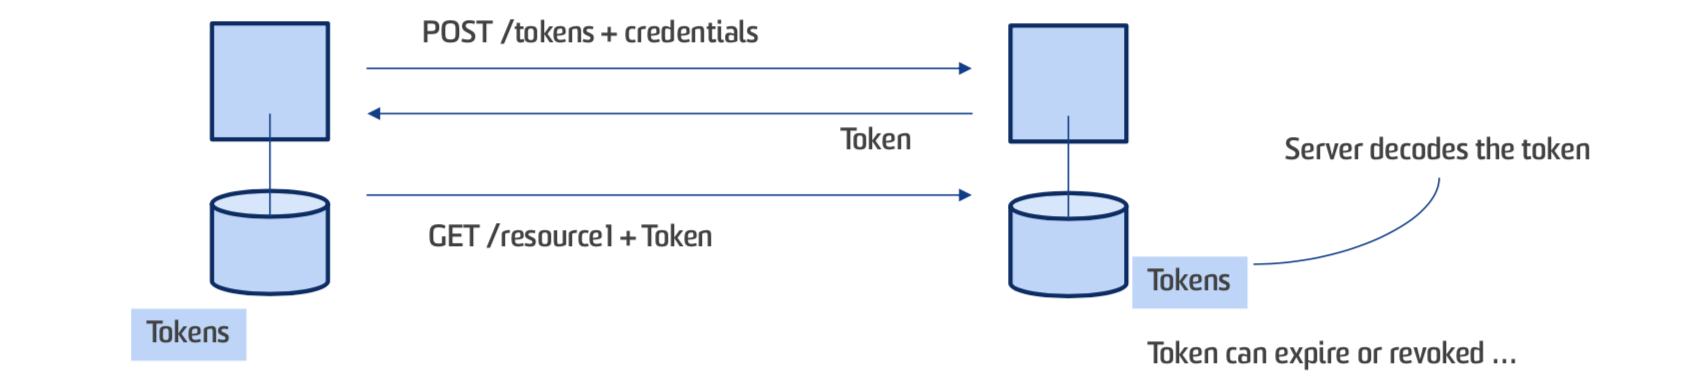 POST /tokens + credentials
Token
Server decodes the token
GET /resource1 + Token
Tokens
Tokens
Token can expire or revoked ...